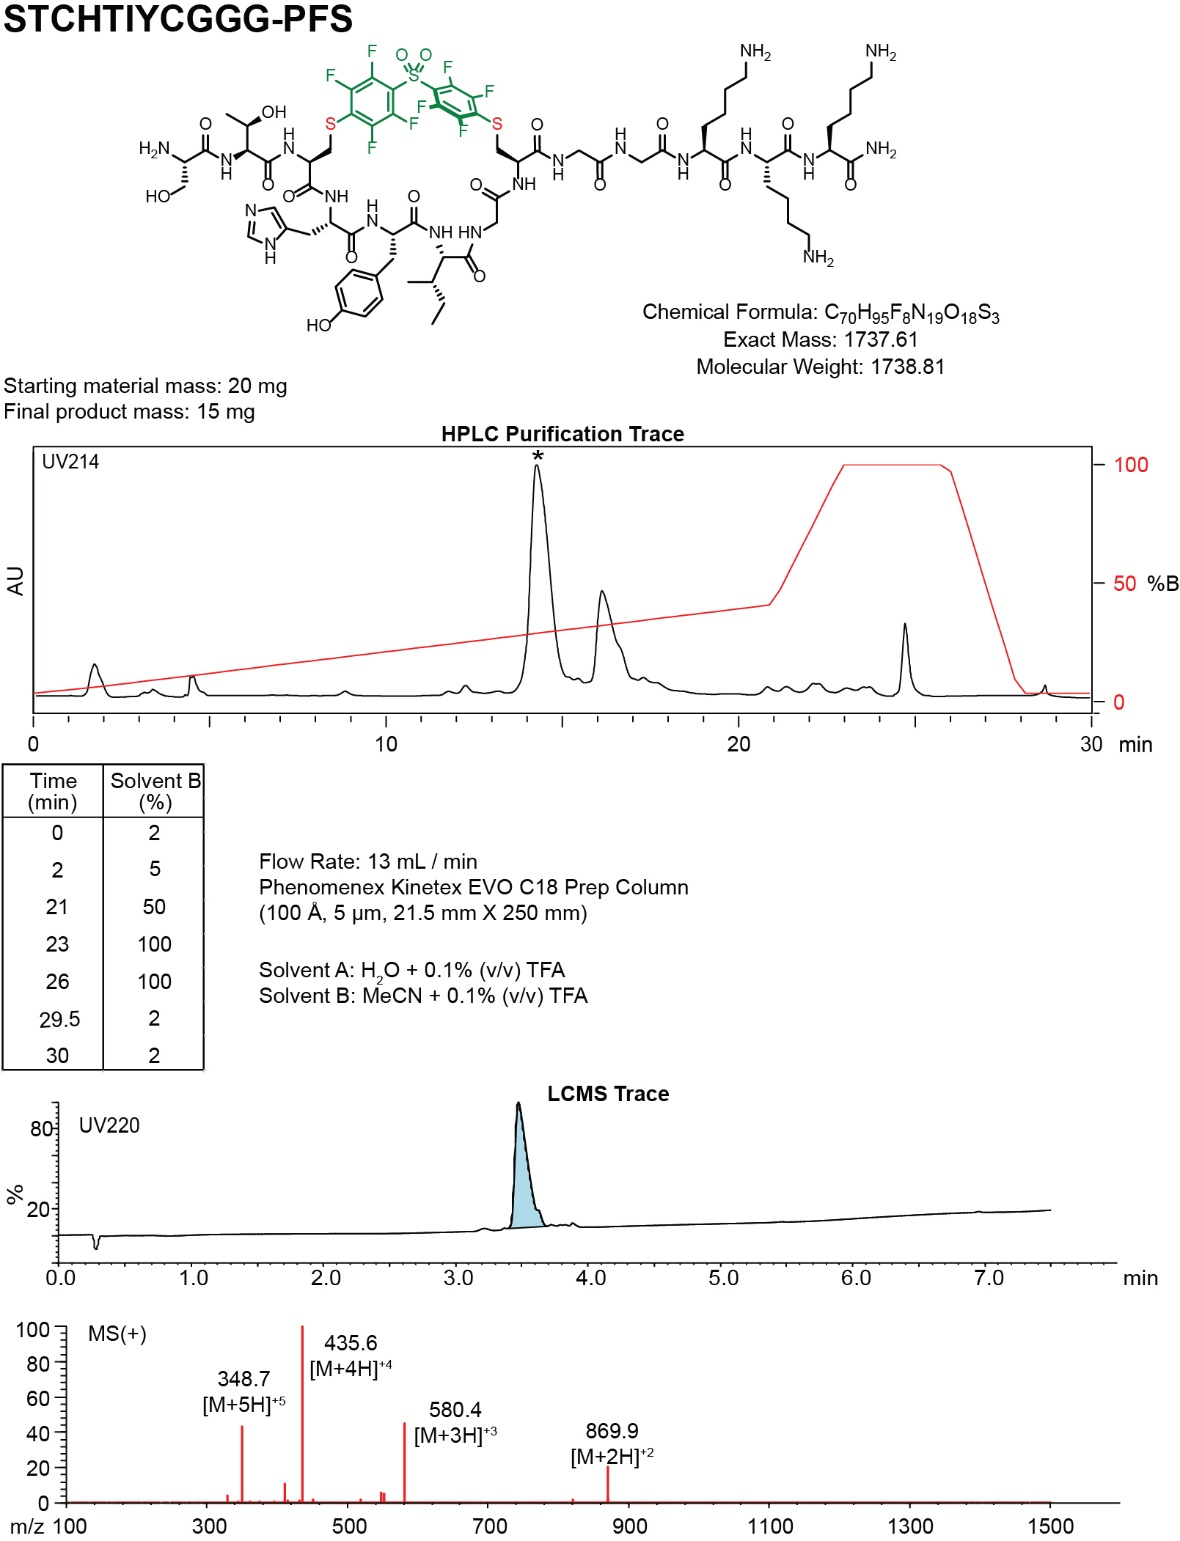 STCHTIYCGGG-PFS
F
O O
F
F
F
F
F
F
F
S
S
S
NH2
NH2
OH
H2N
O
H
N
O
HO
H
N
O
NH
O
N
H
O
H
N
O
N
H
O
H
N
O
N
H
O
NH2
O
NH
O
N
N
H
H
N
O
O
NH
HN
O
NH2
HO
Chemical Formula: C70H95F8N19O18S3
Exact Mass: 1737.61
Molecular Weight: 1738.81
Starting material mass: 20 mg
Final product mass: 15 mg
HPLC Purification Trace
UV214
*
100
50 %B
0
AU
0 10 20 30 min
Time (min) Solvent B (%)
0 2
2 5
21 50
23 100
26 100
29.5 2
30 2
Flow Rate: 13 mL / min
Phenomenex Kinetex EVO C18 Prep Column
(100 Å, 5 µm, 21.5 mm X 250 mm)
Solvent A: H2O + 0.1% (v/v) TFA
Solvent B: MeCN + 0.1% (v/v) TFA
LCMS Trace
UV220
80
20
%
0.0 1.0 2.0 3.0 4.0 5.0 6.0 7.0 min
MS(+)
100
80
60
40
20
0
348.7
[M+5H]+5
435.6
[M+4H]+4
580.4
[M+3H]+3
869.9
[M+2H]+2
m/z 100 300 500 700 900 1100 1300 1500